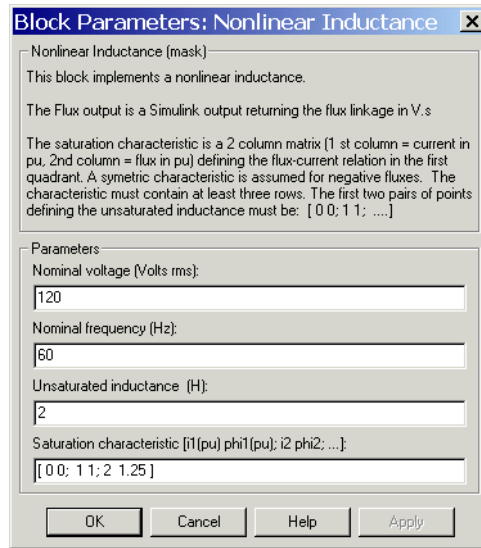 Block Parameters: Nonlinear Inductance
Nonlinear Inductance (mask)
This block implements a nonlinear inductance.
The Flux output is a Simulink output returning the flux linkage in V.s
The saturation characteristic is a 2 column matrix (1 st column = current in
pu, 2nd column = flux in pu) defining the flux-current relation in the first
quadrant. A symetric characteristic is assumed for negative fluxes.  The
characteristic must contain at least three rows. The first two pairs of points
defining the unsaturated inductance must be:  [ 0 0; 1 1;  ....]
Parameters
Nominal voltage (Volts rms):
120
Nominal frequency (Hz):
60
Unsaturated inductance  (H):
2
Saturation characteristic [i1(pu) phi1(pu); i2 phi2; ...]:
[ 0 0;  1 1; 2  1.25 ]
OK
Cancel
Help
Apply